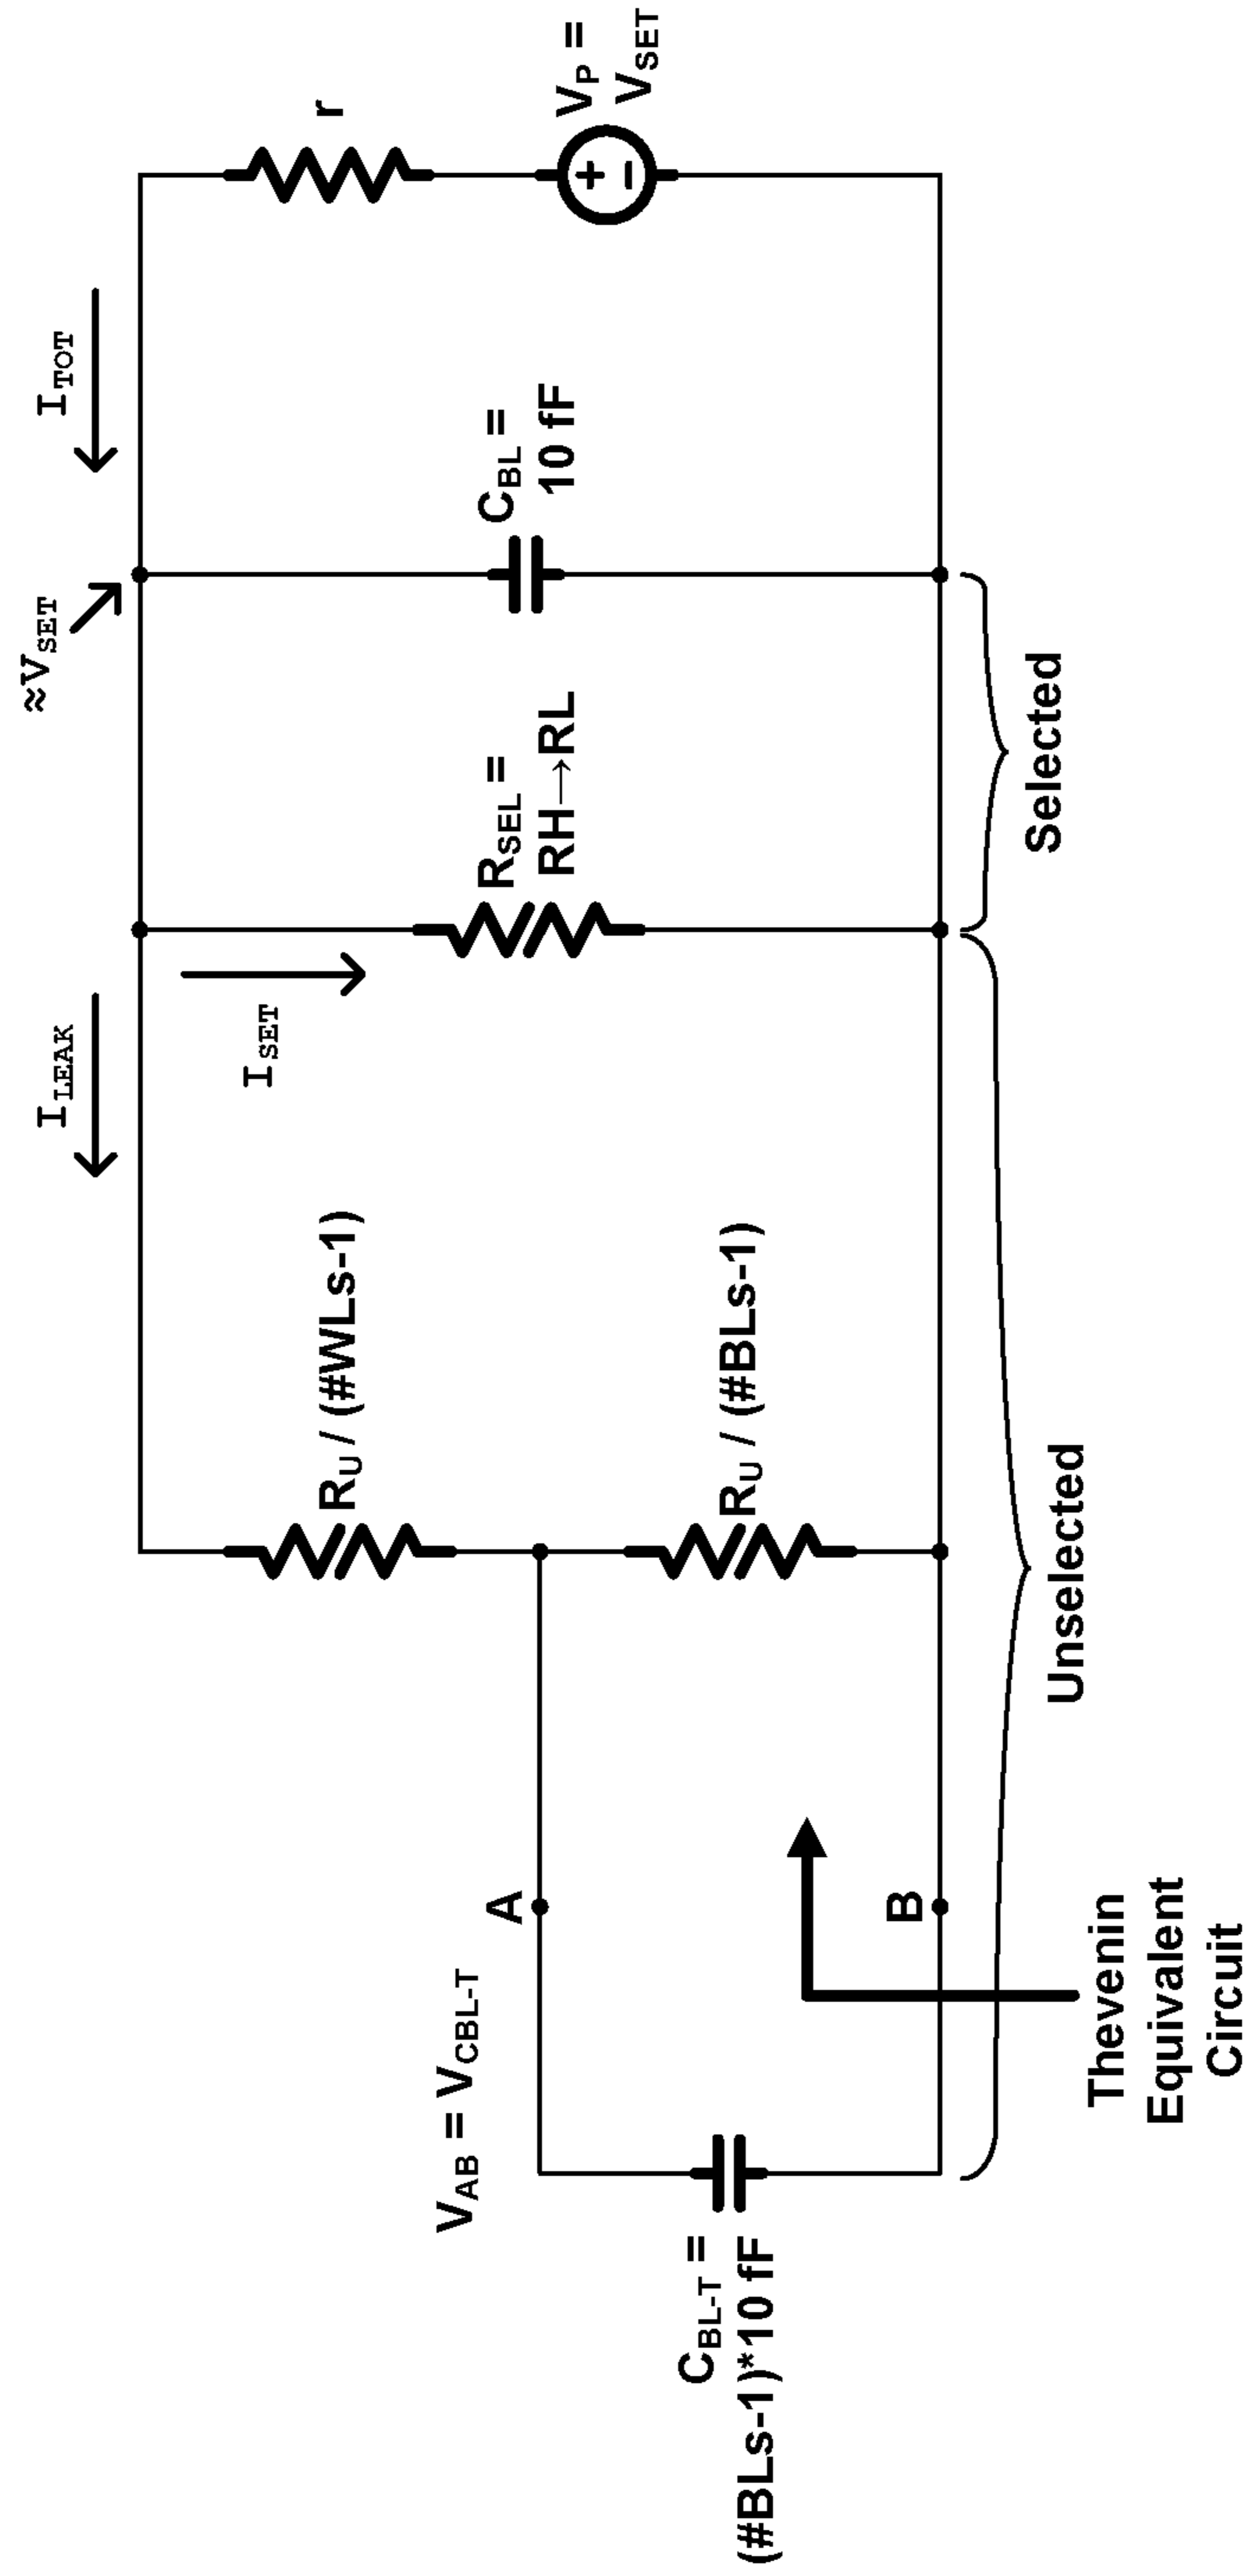 ≈V_SET
I_LEAK
I_TOT
I_SET
R_U / (#WLs-1)
R_U / (#BLs-1)
R_SEL =
RH→RL
C_BL =
10 fF
r
+
−
V_P =
V_SET
V_AB = V_CBL-T
A
B
C_BL-T =
(#BLs-1)*10 fF
Thevenin
Equivalent
Circuit
Unselected
Selected